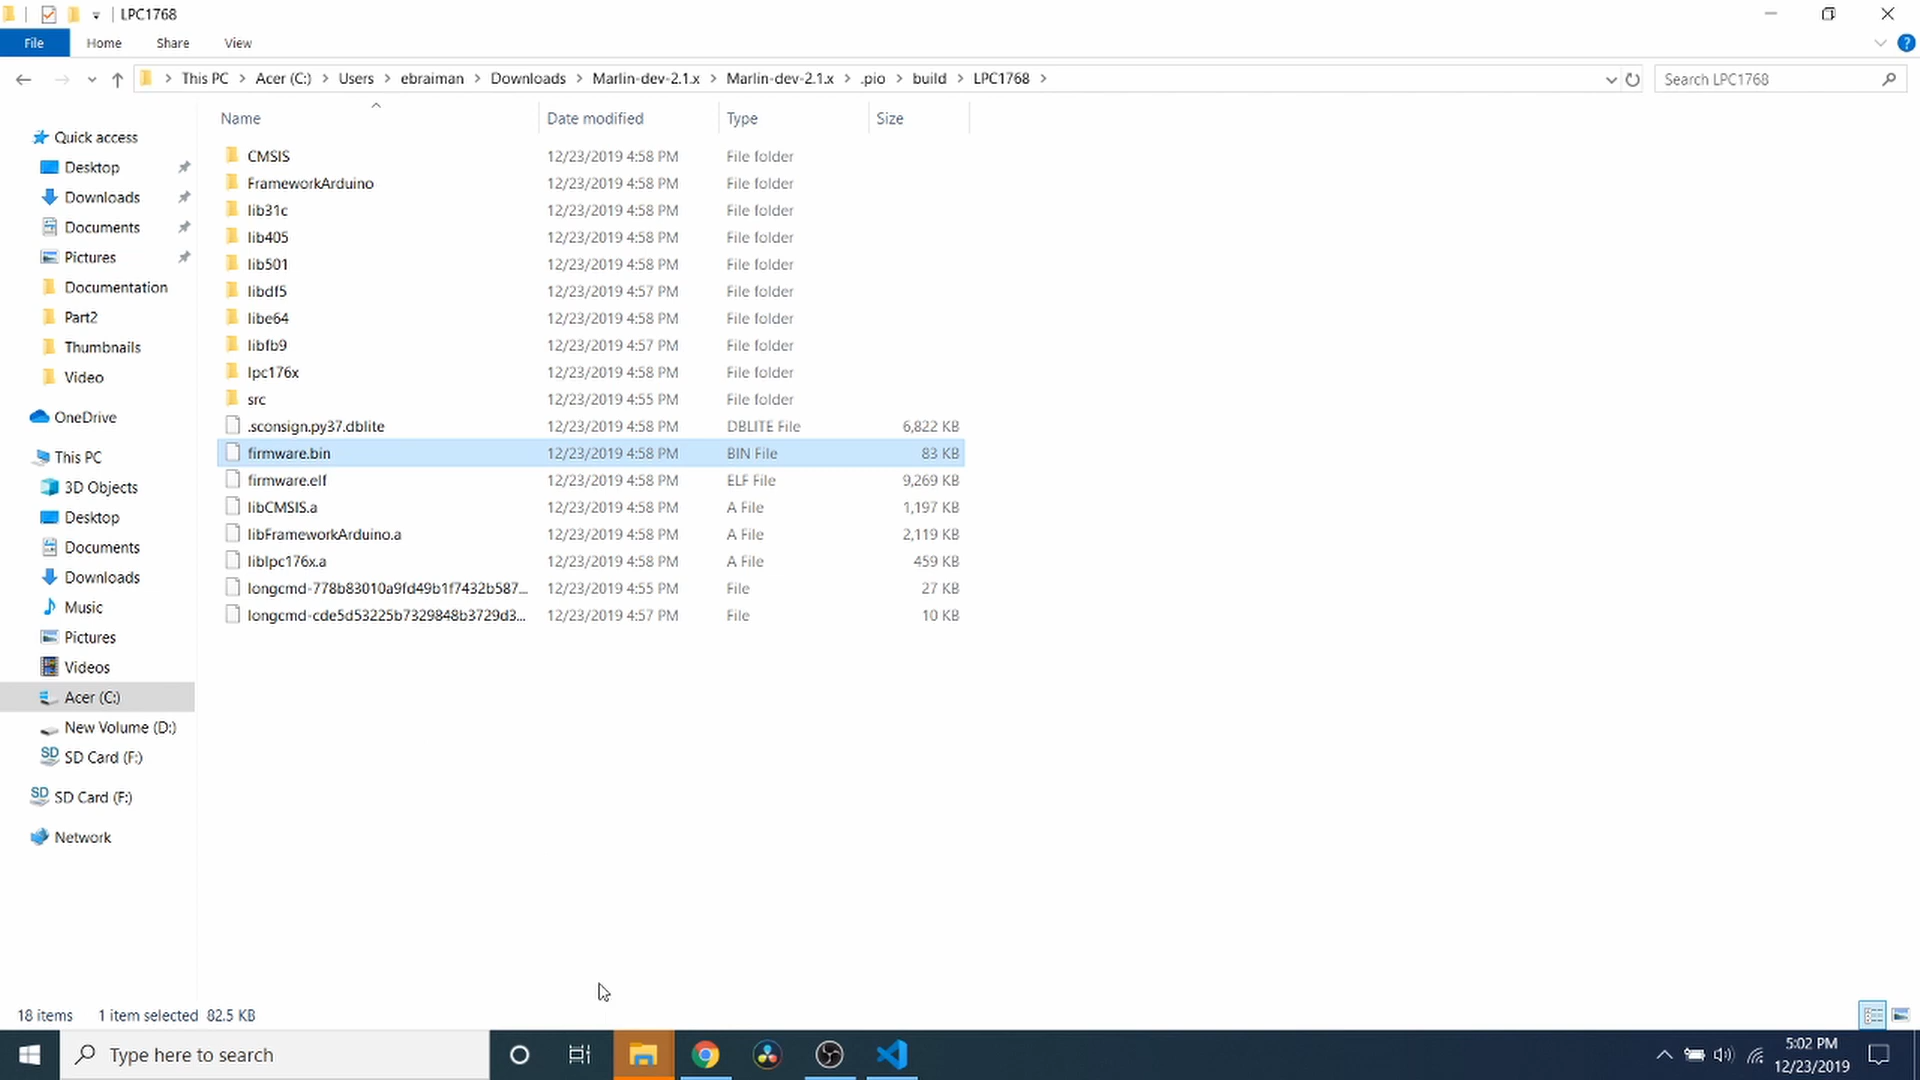 LPC1768
File Home Share View
This PC Acer (C:) Users ebraiman Downloads Marlin-dev-2.1.x Marlin-dev-2.1.x .pio build LPC1768 Search LPC1768
Name Date modified Type Size
Quick access
Desktop
Downloads
Documents
Pictures
Documentation
Part2
Thumbnails
Video
OneDrive
This PC
3D Objects
Desktop
Documents
Downloads
Music
Pictures
Videos
Acer (C:)
New Volume (D:)
SD Card (F:)
SD Card (F:)
Network
CMSIS 12/23/2019 4:58 PM File folder
FrameworkArduino 12/23/2019 4:58 PM File folder
lib31c 12/23/2019 4:58 PM File folder
lib405 12/23/2019 4:58 PM File folder
lib501 12/23/2019 4:58 PM File folder
libdf5 12/23/2019 4:57 PM File folder
libe64 12/23/2019 4:58 PM File folder
libfb9 12/23/2019 4:57 PM File folder
lpc176x 12/23/2019 4:58 PM File folder
src 12/23/2019 4:55 PM File folder
.sconsign.py37.dblite 12/23/2019 4:58 PM DBLITE File 6,822 KB
firmware.bin 12/23/2019 4:58 PM BIN File 83 KB
firmware.elf 12/23/2019 4:58 PM ELF File 9,269 KB
libCMSIS.a 12/23/2019 4:58 PM A File 1,197 KB
libFrameworkArduino.a 12/23/2019 4:58 PM A File 2,119 KB
liblpc176x.a 12/23/2019 4:58 PM A File 459 KB
longcmd-778b83010a9fd49b1f7432b587... 12/23/2019 4:55 PM File 27 KB
longcmd-cde5d53225b7329848b3729d3... 12/23/2019 4:57 PM File 10 KB
18 items 1 item selected 82.5 KB
Type here to search
5:02 PM
12/23/2019